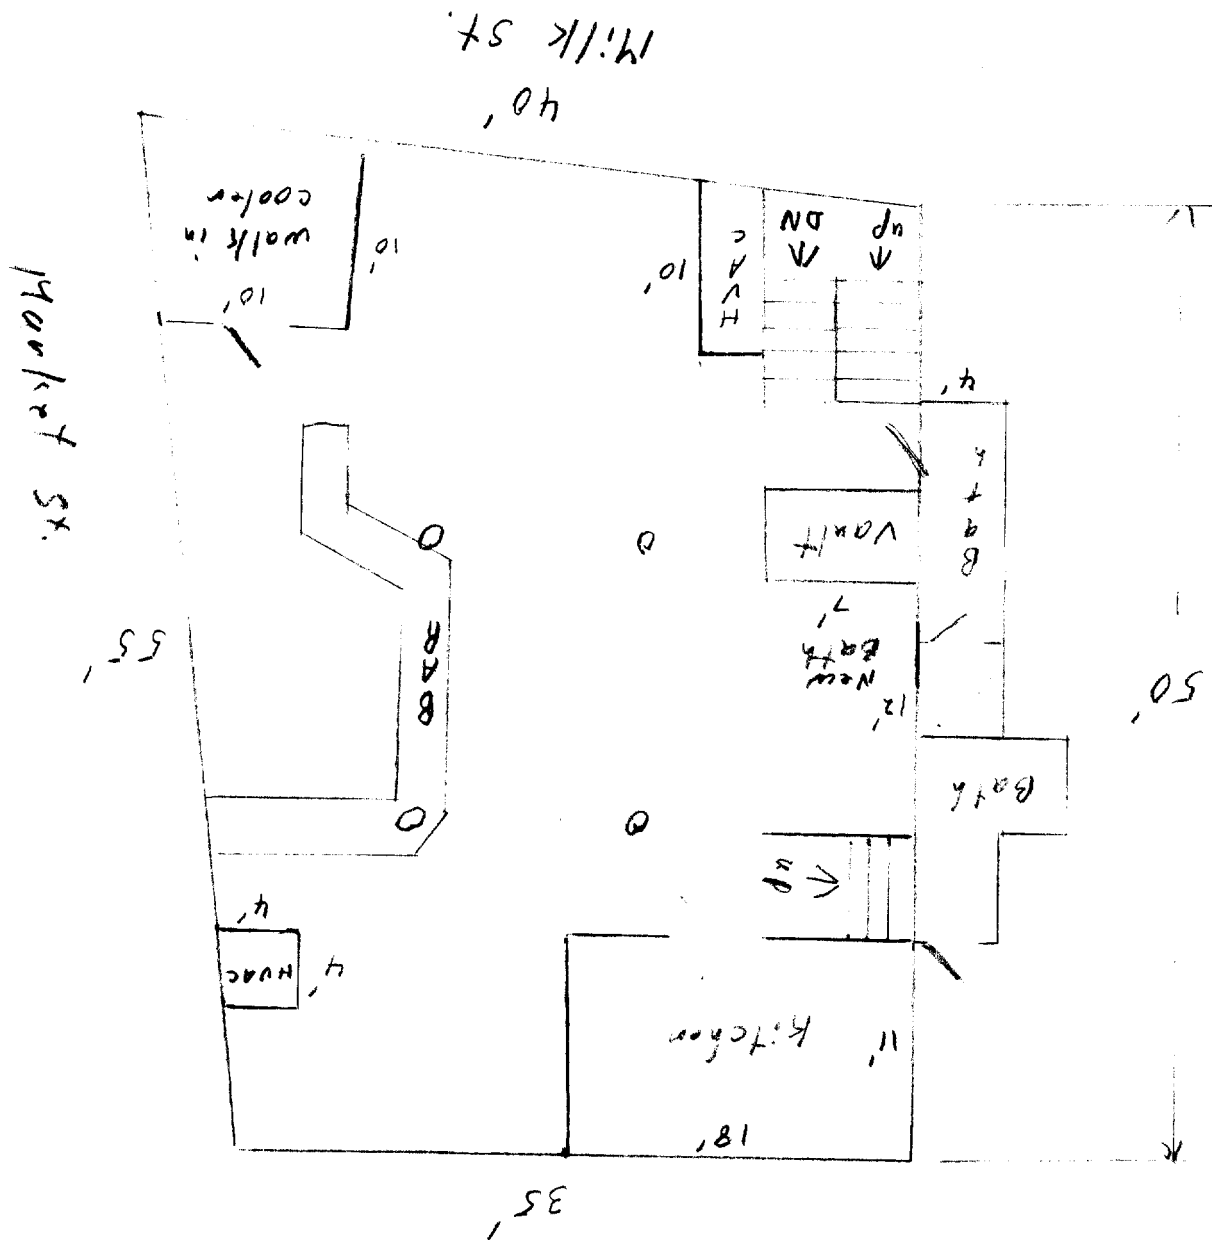 Milk St.
40'
walk in
cooler
10'
10'
HVAC
10'
DN
up
Market St.
4'
Bath
Vault
7'
New
Bath
12'
50'
55'
BAR
Bath
up
4'
HVAC
4'
Kitchen
11'
18'
35'